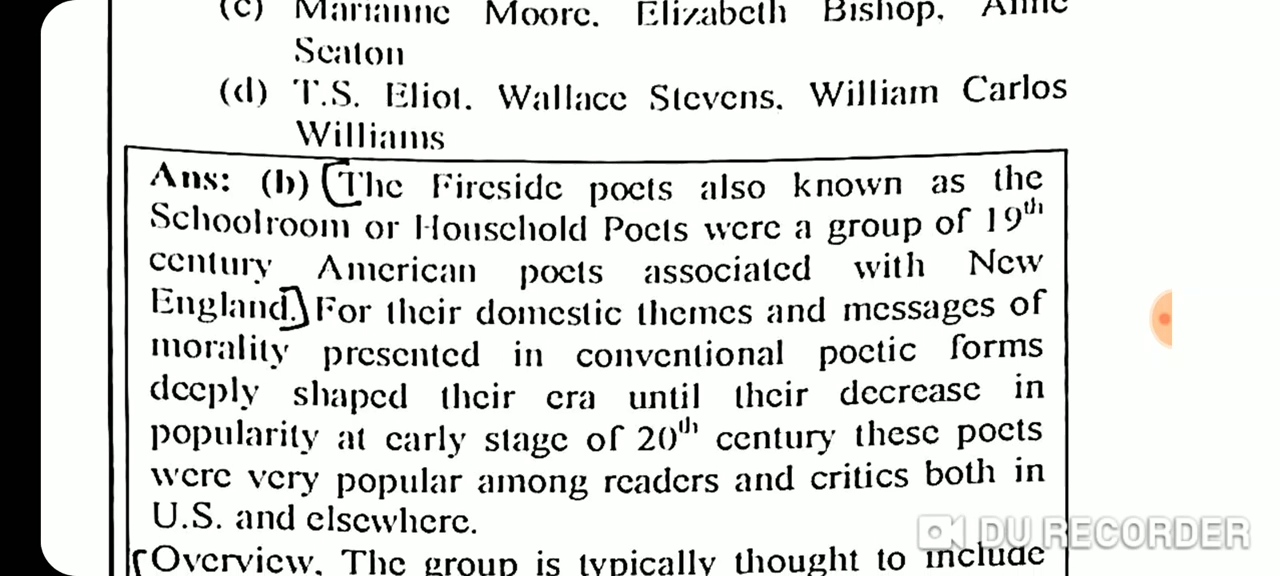 (c) Marianne Moore, Elizabeth Bishop, Anne
Seaton
(d) T.S. Eliot, Wallace Stevens, William Carlos
Williams
Ans: (b) The Fireside poets also known as the
Schoolroom or Household Poets were a group of 19th
century American poets associated with New
England. For their domestic themes and messages of
morality presented in conventional poetic forms
deeply shaped their era until their decrease in
popularity at early stage of 20th century these poets
were very popular among readers and critics both in
U.S. and elsewhere.
DU RECORDER
Overview, The group is typically thought to include